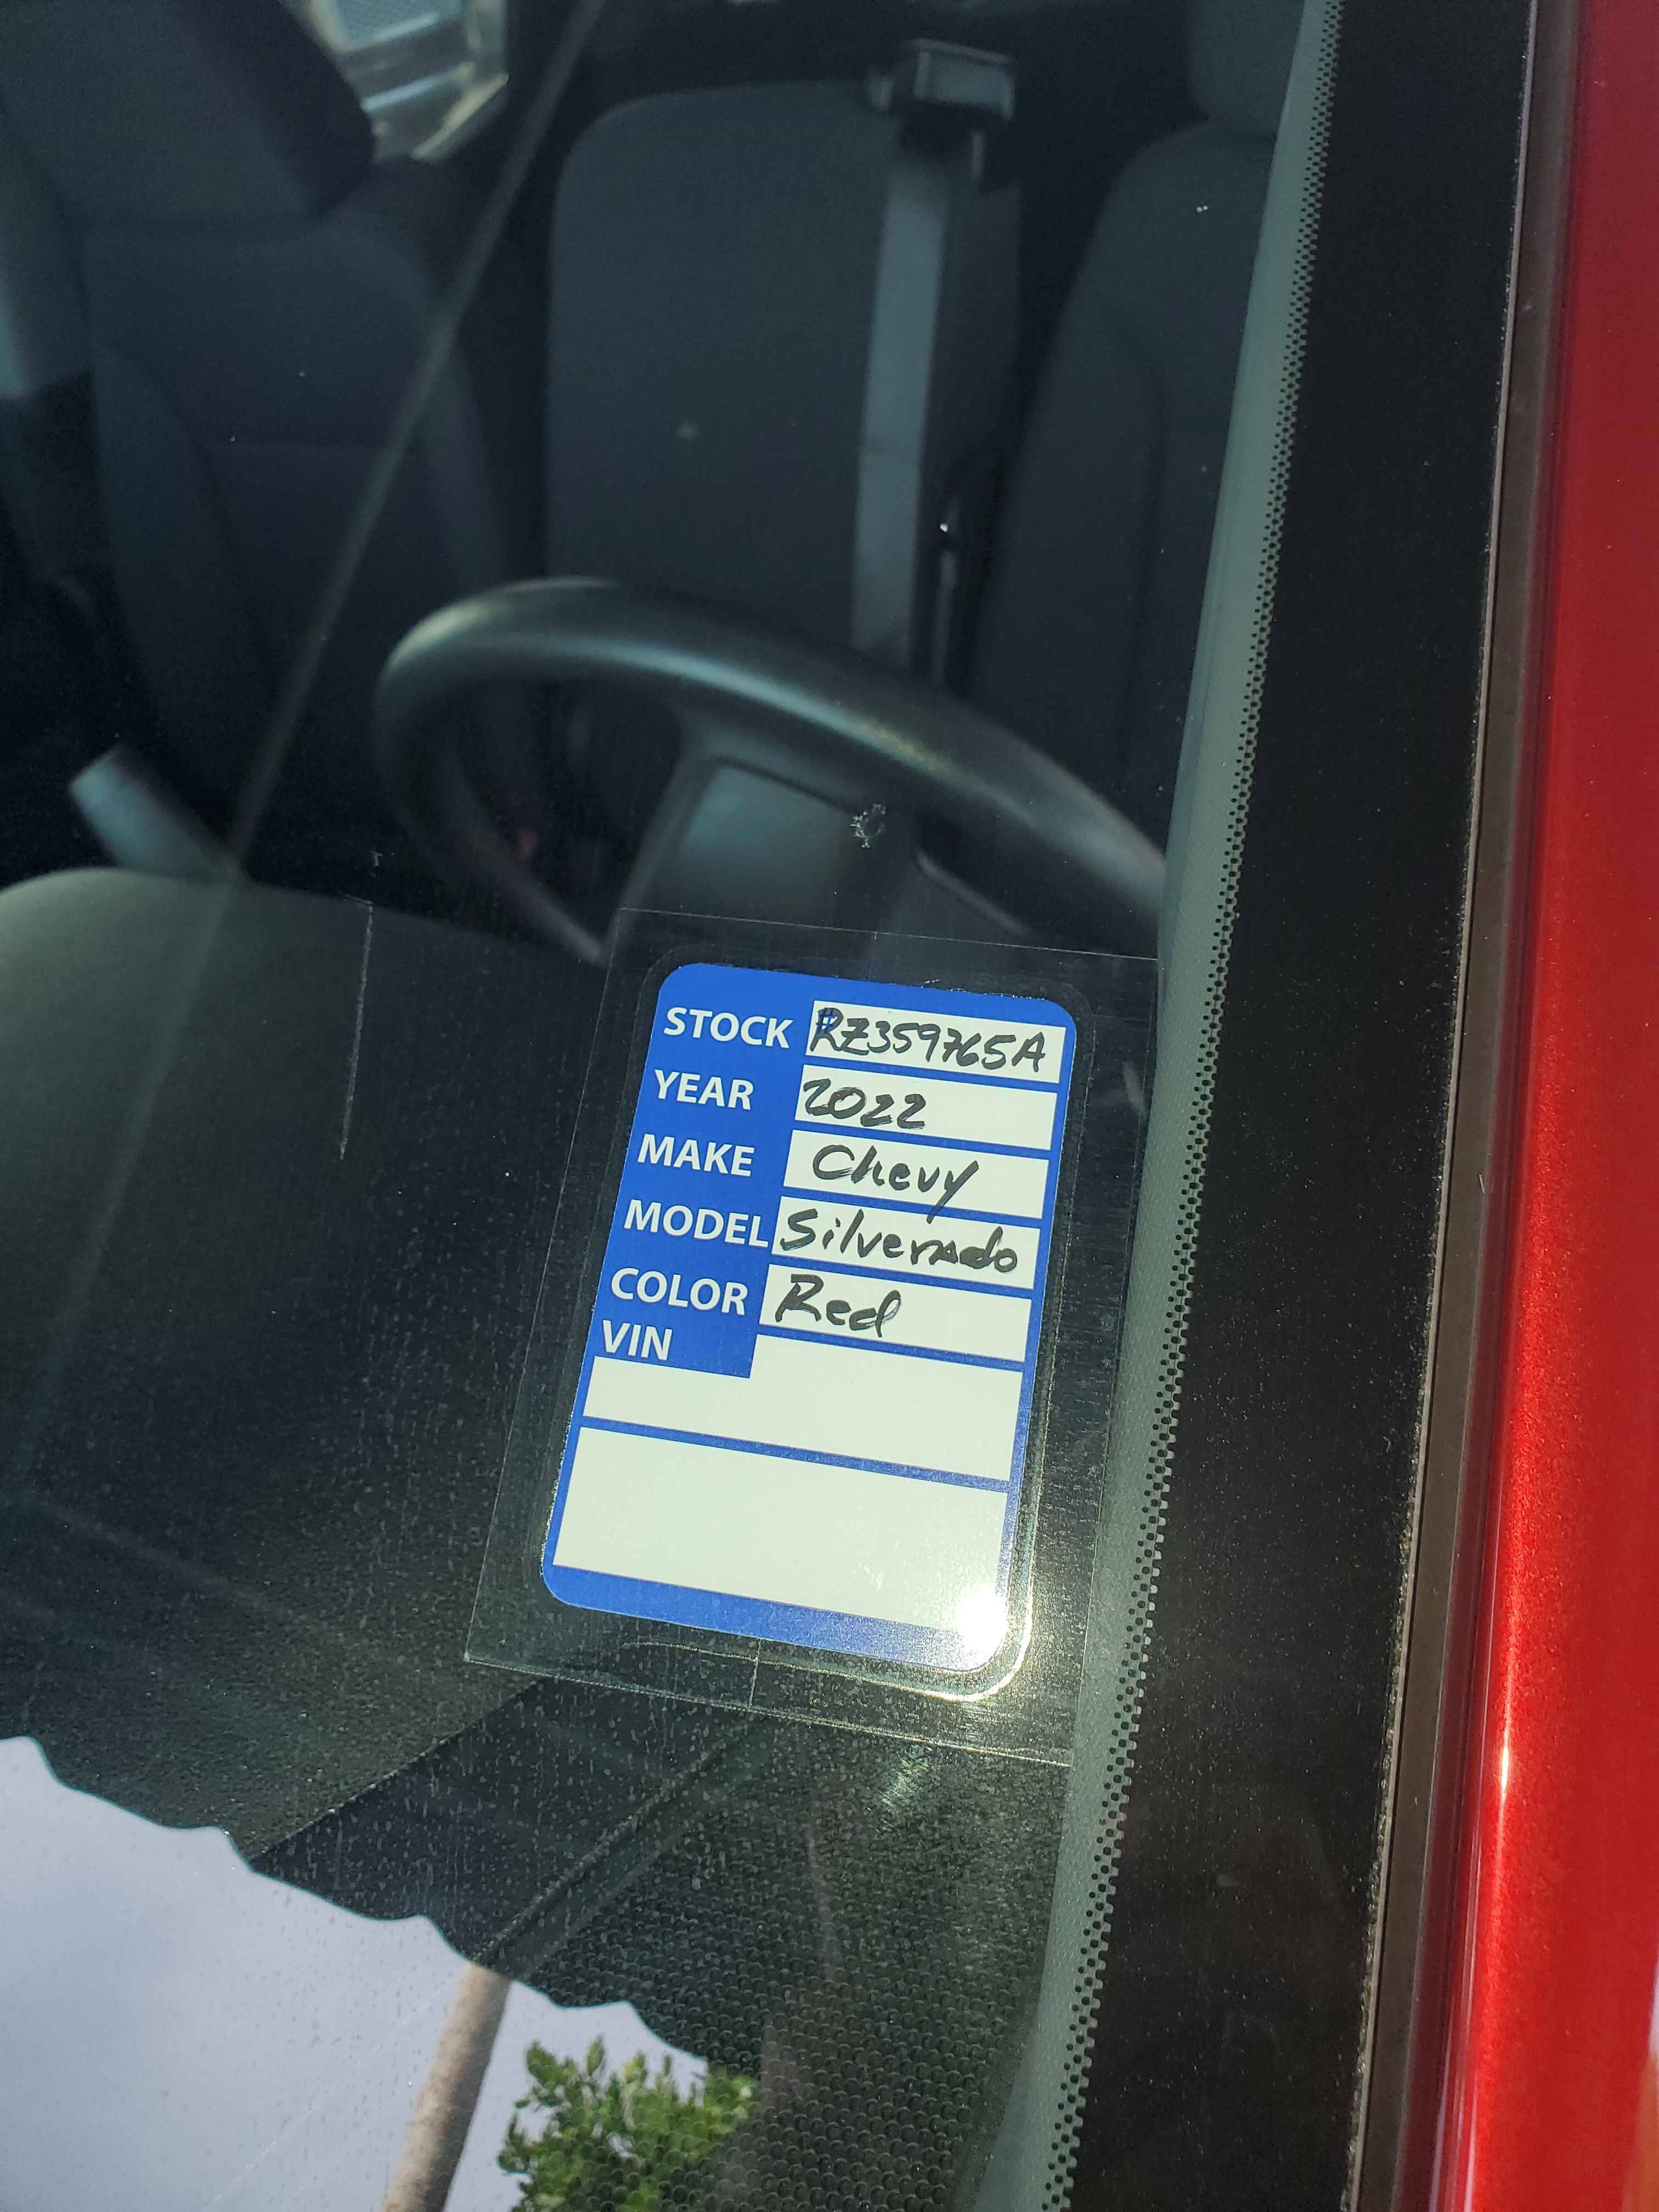 STOCK # RZ359765A
YEAR 2022
MAKE Chevy
MODEL Silverado
COLOR Red
VIN